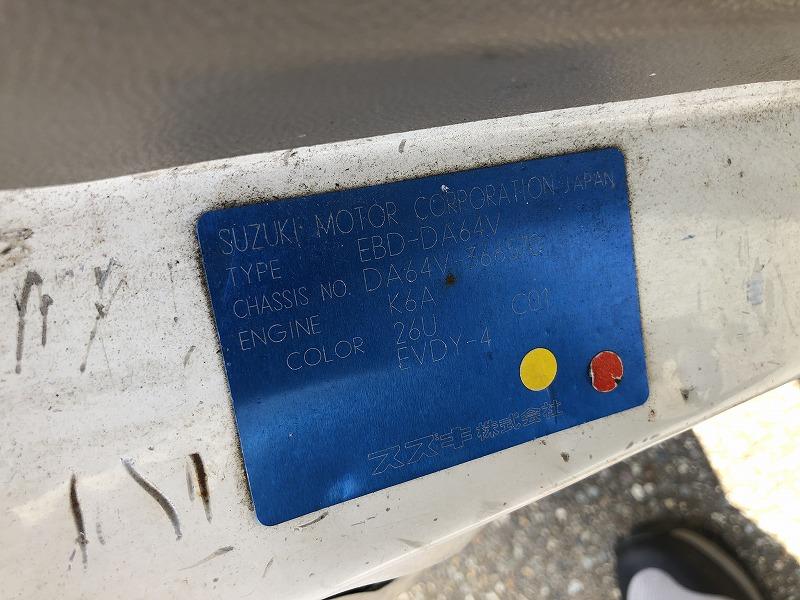 SUZUKI MOTOR CORPORATION JAPAN
TYPE EBD-DA64V
CHASSIS NO. DA64V-366570
ENGINE K6A
COLOR 26U C01
EVDY-4
スズキ株式会社